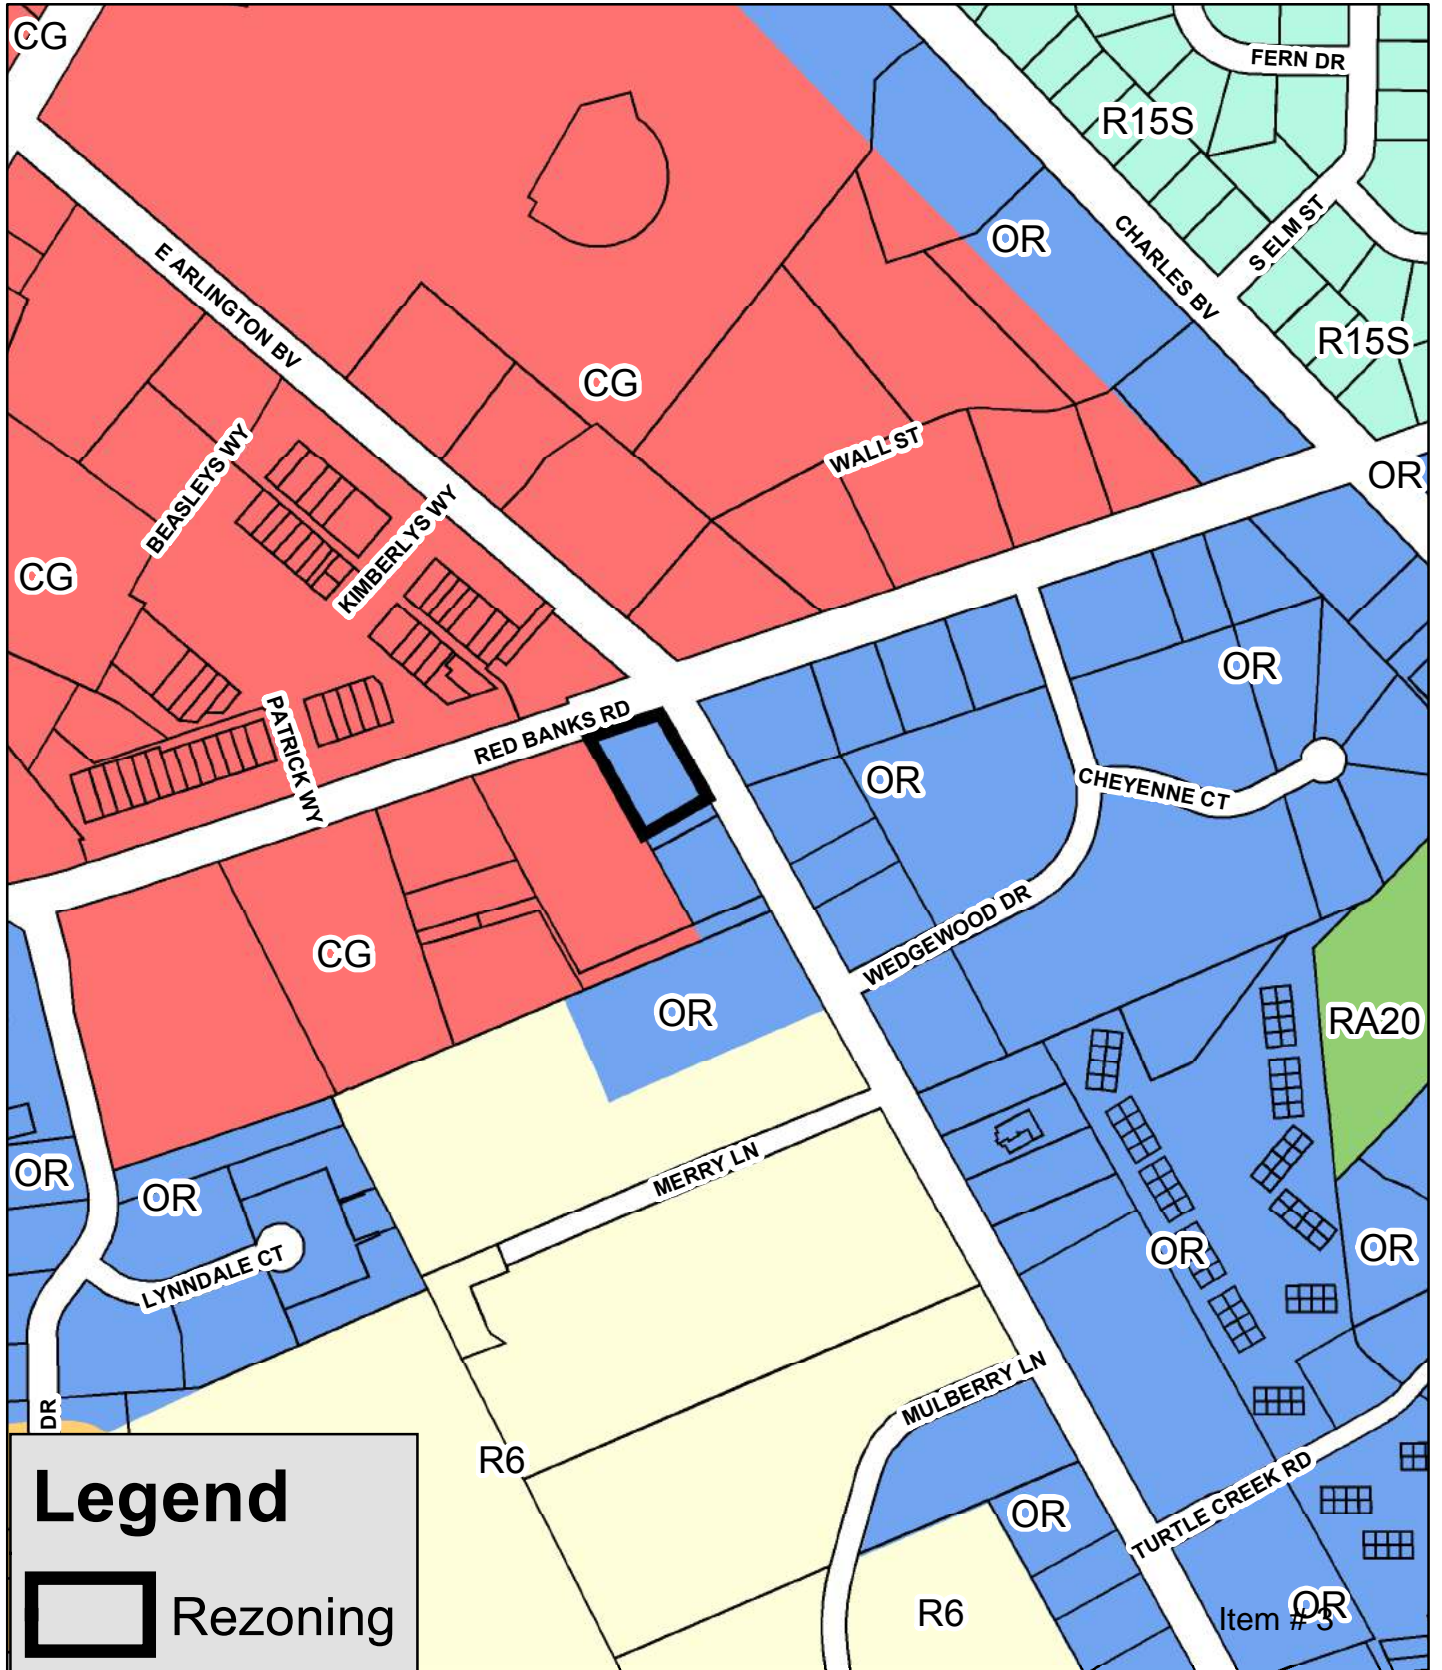 CG
FERN DR
R15S
S ELM ST
OR
CHARLES BV
E ARLINGTON BV
R15S
CG
WALL ST
BEASLEYS WY
OR
KIMBERLYS WY
CG
OR
PATRICK WY
RED BANKS RD
OR
CHEYENNE CT
WEDGEWOOD DR
CG
OR
RA20
MERRY LN
OR
OR
LYNNDALE CT
OR
OR
MULBERRY LN
DR
R6
TURTLE CREEK RD
OR
Legend
Rezoning
R6
OR
Item # 3